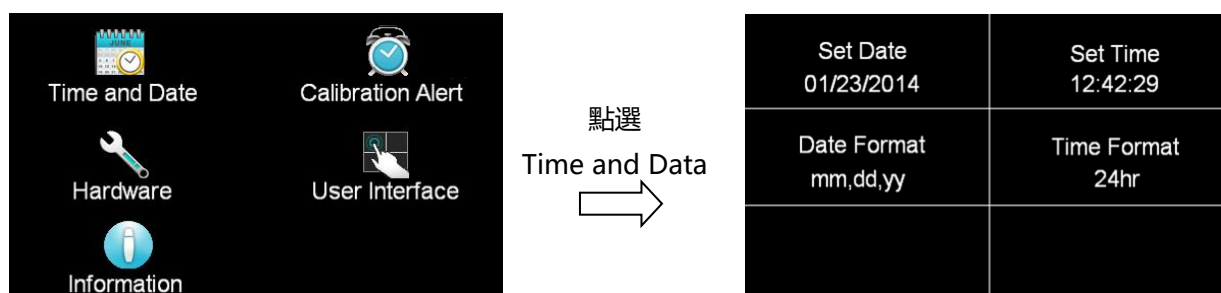 JUNE
Time and Date
Calibration Alert
Hardware
User Interface
Information
點選
Time and Data
Set Date
01/23/2014
Set Time
12:42:29
Date Format
mm,dd,yy
Time Format
24hr